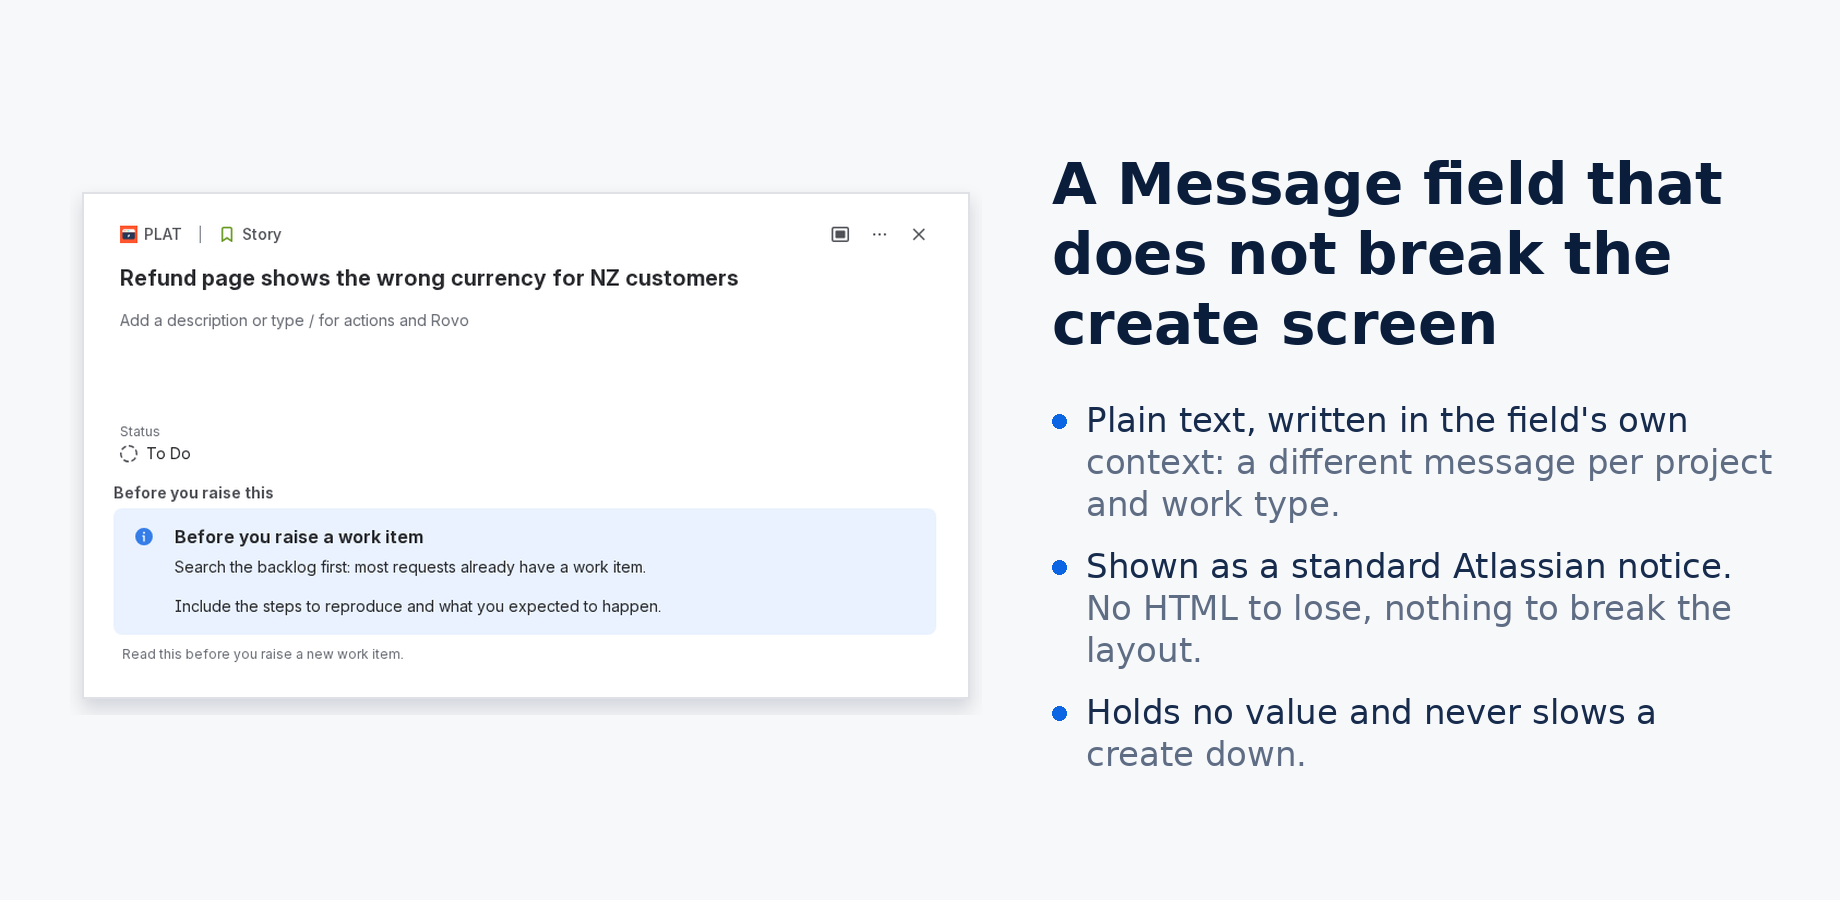 PLAT | Story
Refund page shows the wrong currency for NZ customers
Add a description or type / for actions and Rovo
Status
To Do
Before you raise this
Before you raise a work item
Search the backlog first: most requests already have a work item.
Include the steps to reproduce and what you expected to happen.
Read this before you raise a new work item.
A Message field that
does not break the
create screen
Plain text, written in the field's own
context: a different message per project
and work type.
Shown as a standard Atlassian notice.
No HTML to lose, nothing to break the
layout.
Holds no value and never slows a
create down.